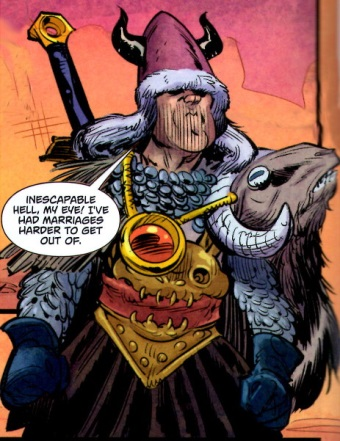 INESCAPABLE
HELL, MY EYE! I'VE
HAD MARRIAGES
HARDER TO GET
OUT OF.